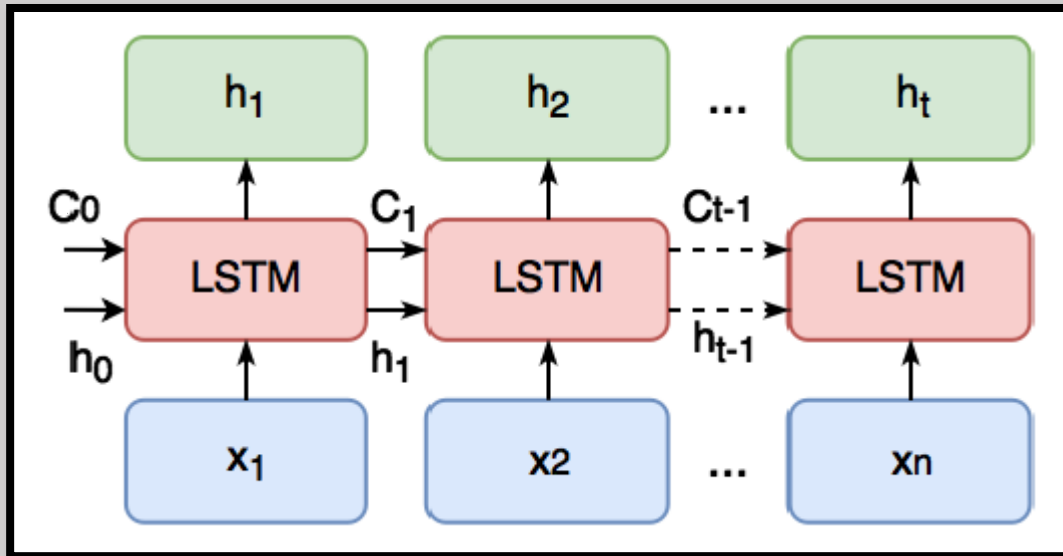 h₁ h₂ ... hₜ
C0 C₁ Ct-1
LSTM LSTM LSTM
h₀ h₁ hₜ₋₁
x₁ x2 ... xn